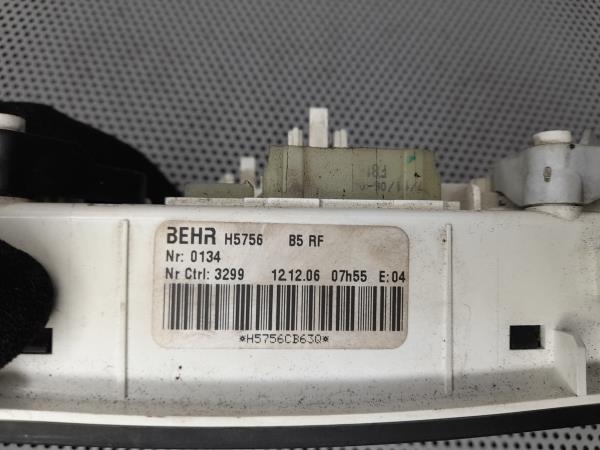 BEHR H5756 B5 RF
Nr: 0134
Nr Ctrl: 3299 12.12.06 07h55 E:04
*H5756CB63Q*